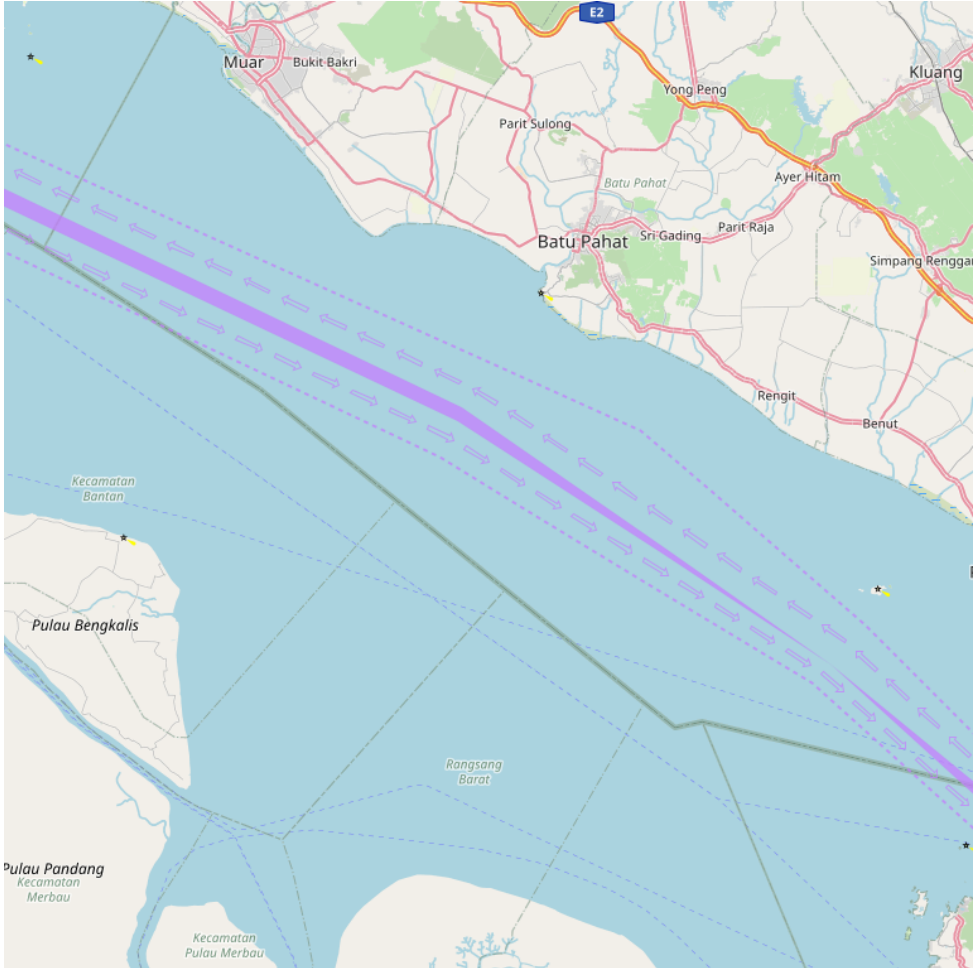 E2
Muar
Bukit Bakri
Kluang
Yong Peng
Parit Sulong
Ayer Hitam
Batu Pahat
Parit Raja
Sri Gading
Batu Pahat
Simpang Rengga
Rengit
Benut
Kecamatan
Bantan
Pulau Bengkalis
Rangsang
Barat
Pulau Pandang
Kecamatan
Merbau
Kecamatan
Pulau Merbau